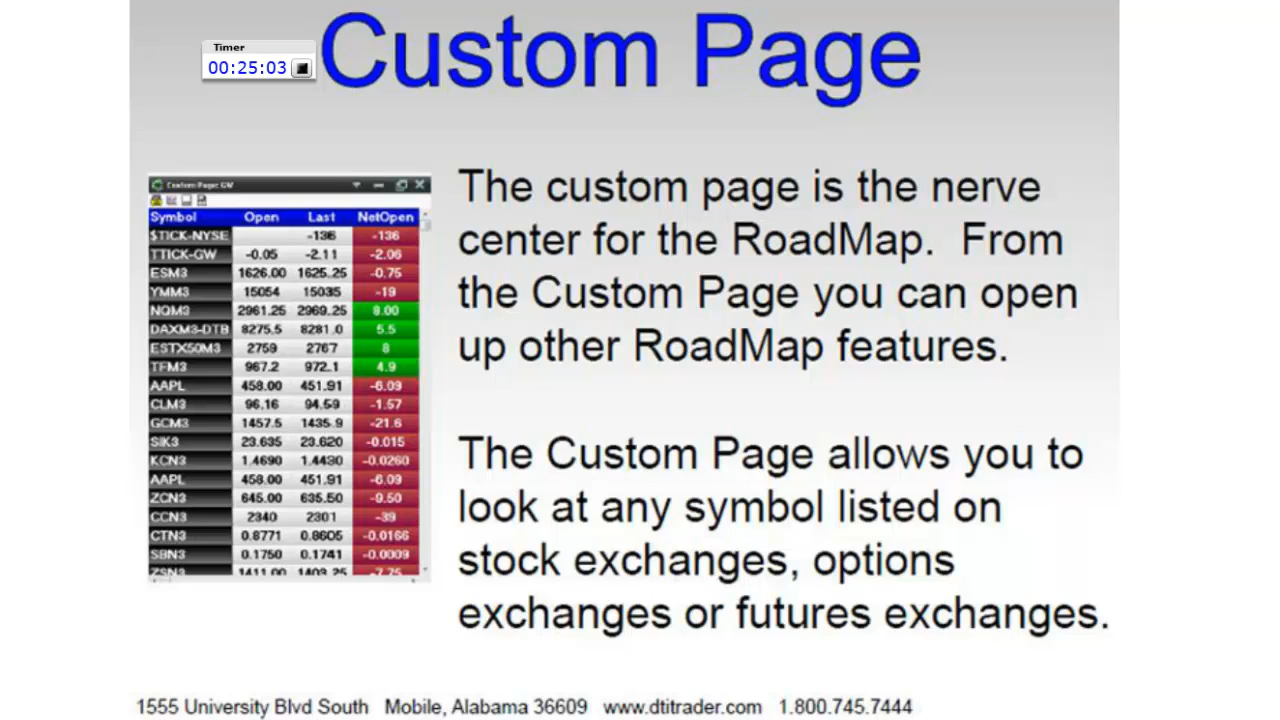 Custom Page
Timer
00:25:03
Custom Page: GW
Symbol Open Last NetOpen
$TICK-NYSE -136 -136
TTICK-GW -0.05 -2.11 -2.06
ESM3 1626.00 1625.25 -0.75
YMM3 15054 15035 -19
NQM3 2961.25 2969.25 8.00
DAXM3-DTB 8275.5 8281.0 5.5
ESTX50M3 2759 2767 8
TFM3 967.2 972.1 4.9
AAPL 458.00 451.91 -6.09
CLM3 96.16 94.59 -1.57
GCM3 1457.5 1435.9 -21.6
SIK3 23.635 23.620 -0.015
KCN3 1.4690 1.4430 -0.0260
AAPL 458.00 451.91 -6.09
ZCN3 645.00 635.50 -9.50
CCN3 2340 2301 -39
CTN3 0.8771 0.8605 -0.0166
SBN3 0.1750 0.1741 -0.0009
ZSN3 1411.00 1403.25 -7.75
The custom page is the nerve
center for the RoadMap. From
the Custom Page you can open
up other RoadMap features.
The Custom Page allows you to
look at any symbol listed on
stock exchanges, options
exchanges or futures exchanges.
1555 University Blvd South Mobile, Alabama 36609 www.dtitrader.com 1.800.745.7444